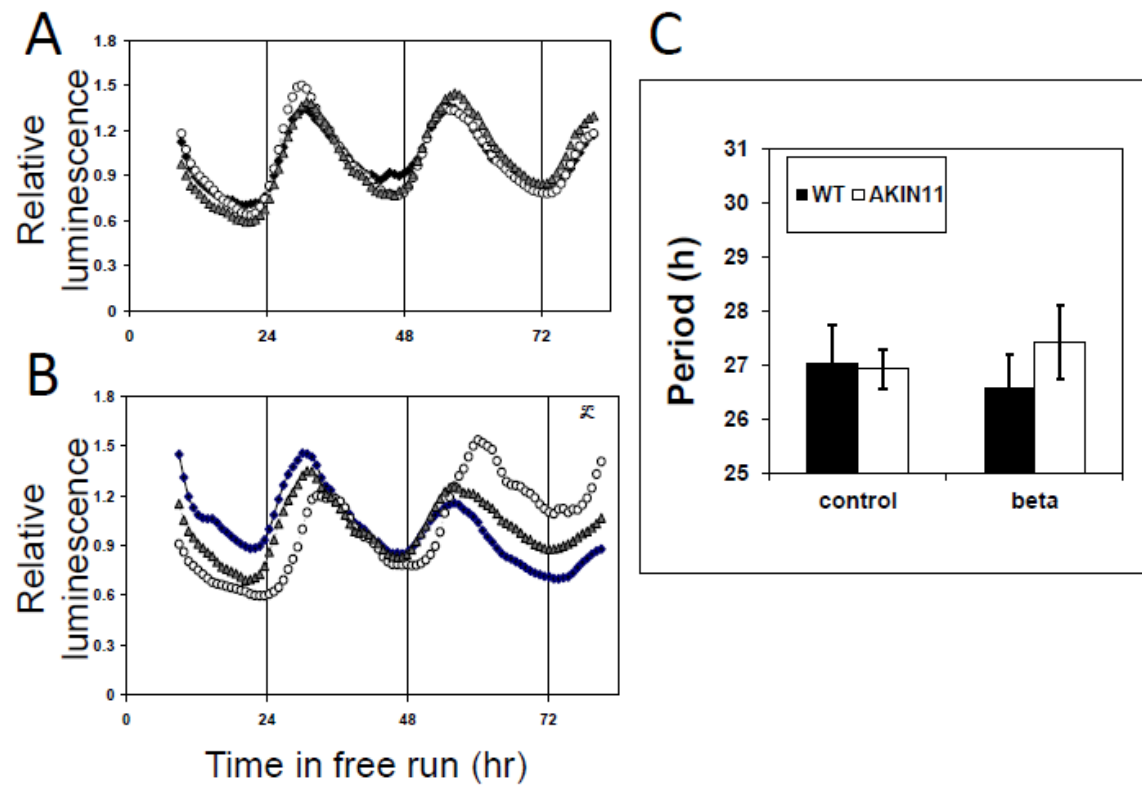 A
1.8
1.5
1.2
0.9
0.6
0.3
0
0
24
48
72
Relative
luminescence
B
1.8
1.5
1.2
0.9
0.6
0.3
0
0
24
48
72
Relative
luminescence
Time in free run (hr)
C
31
30
29
28
27
26
25
Period (h)
WT AKIN11
control beta